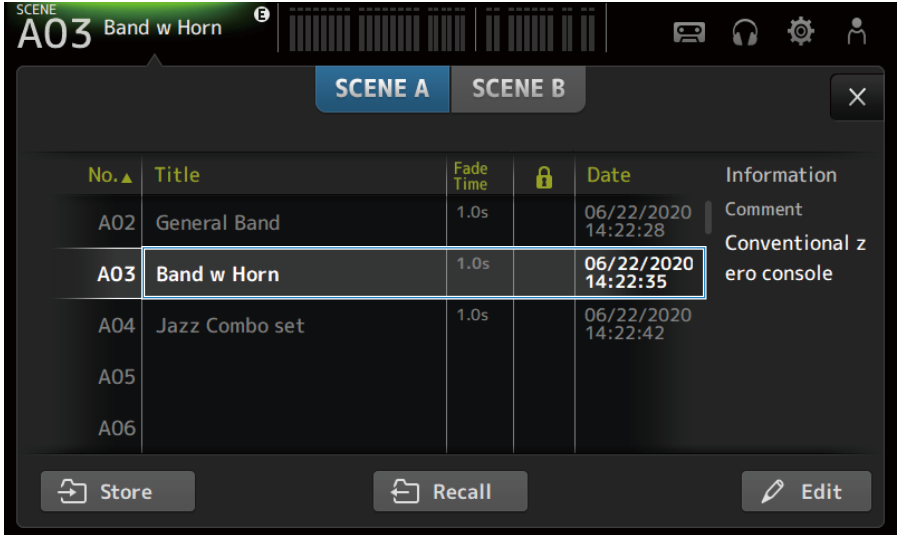 SCENE
A03 Band w Horn E
SCENE A SCENE B
No. Title Fade Time Date Information
A02 General Band 1.0s 06/22/2020 14:22:28
Comment
Conventional z
ero console
A03 Band w Horn 1.0s 06/22/2020 14:22:35
A04 Jazz Combo set 1.0s 06/22/2020 14:22:42
A05
A06
Store Recall Edit